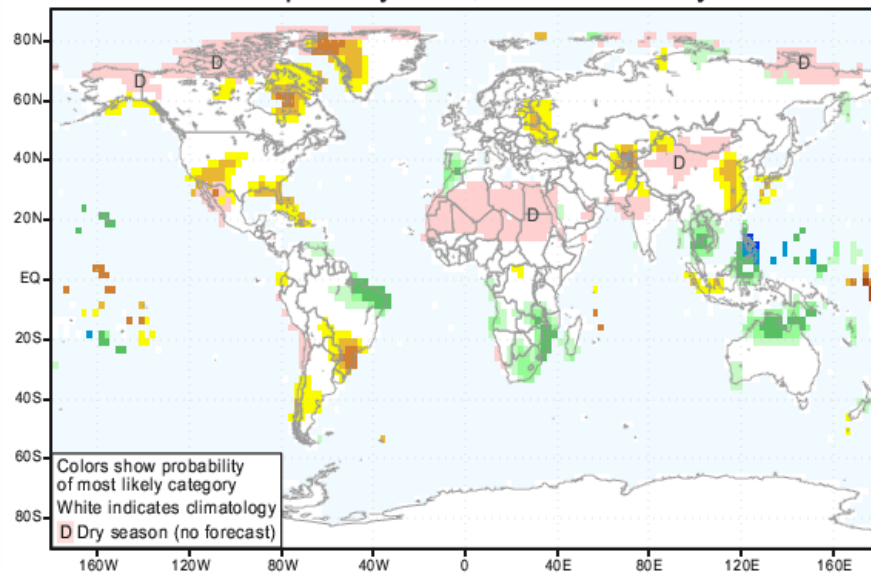 80N
60N
40N
20N
EQ
20S
40S
60S
80S
D
D
D
D
D
Colors show probability
of most likely category
White indicates climatology
D Dry season (no forecast)
160W 120W 80W 40W 0 40E 80E 120E 160E